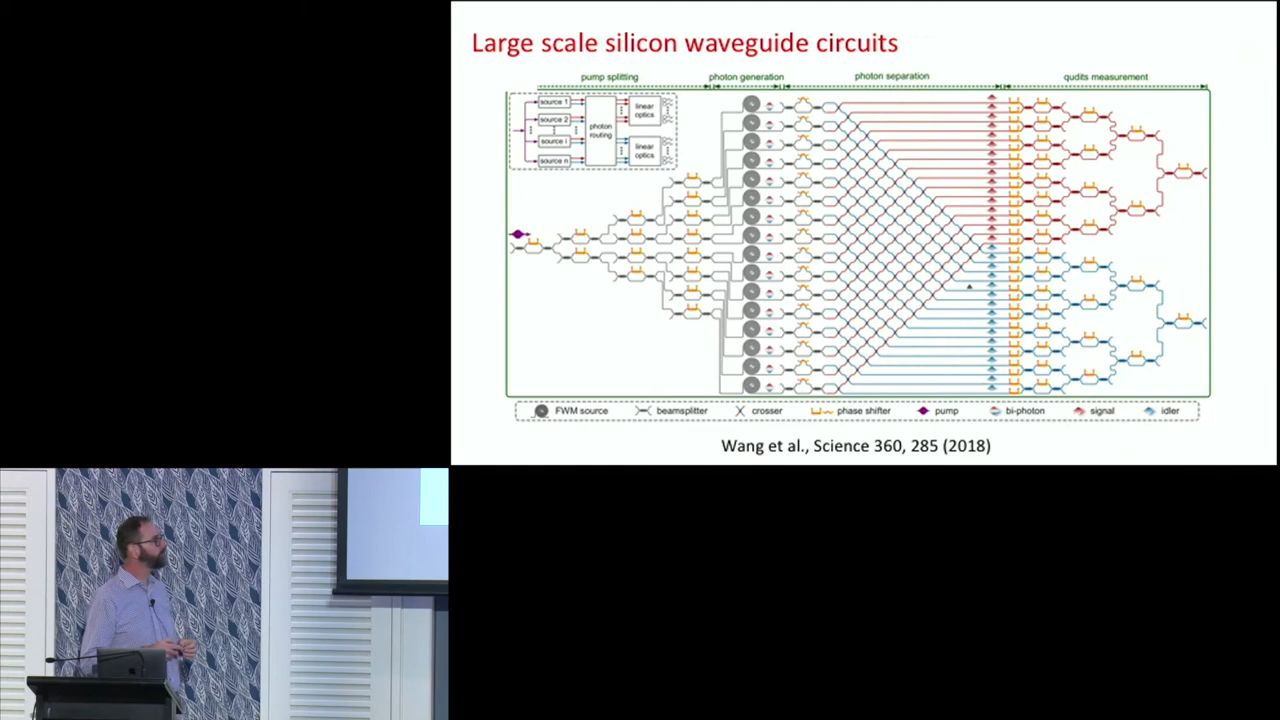 Large scale silicon waveguide circuits
pump splitting photon generation photon separation qudits measurement
source 1
source 2
source i
source n
photon
routing
linear
optics
linear
optics
FWM source beamsplitter crosser phase shifter pump bi-photon signal idler
Wang et al., Science 360, 285 (2018)